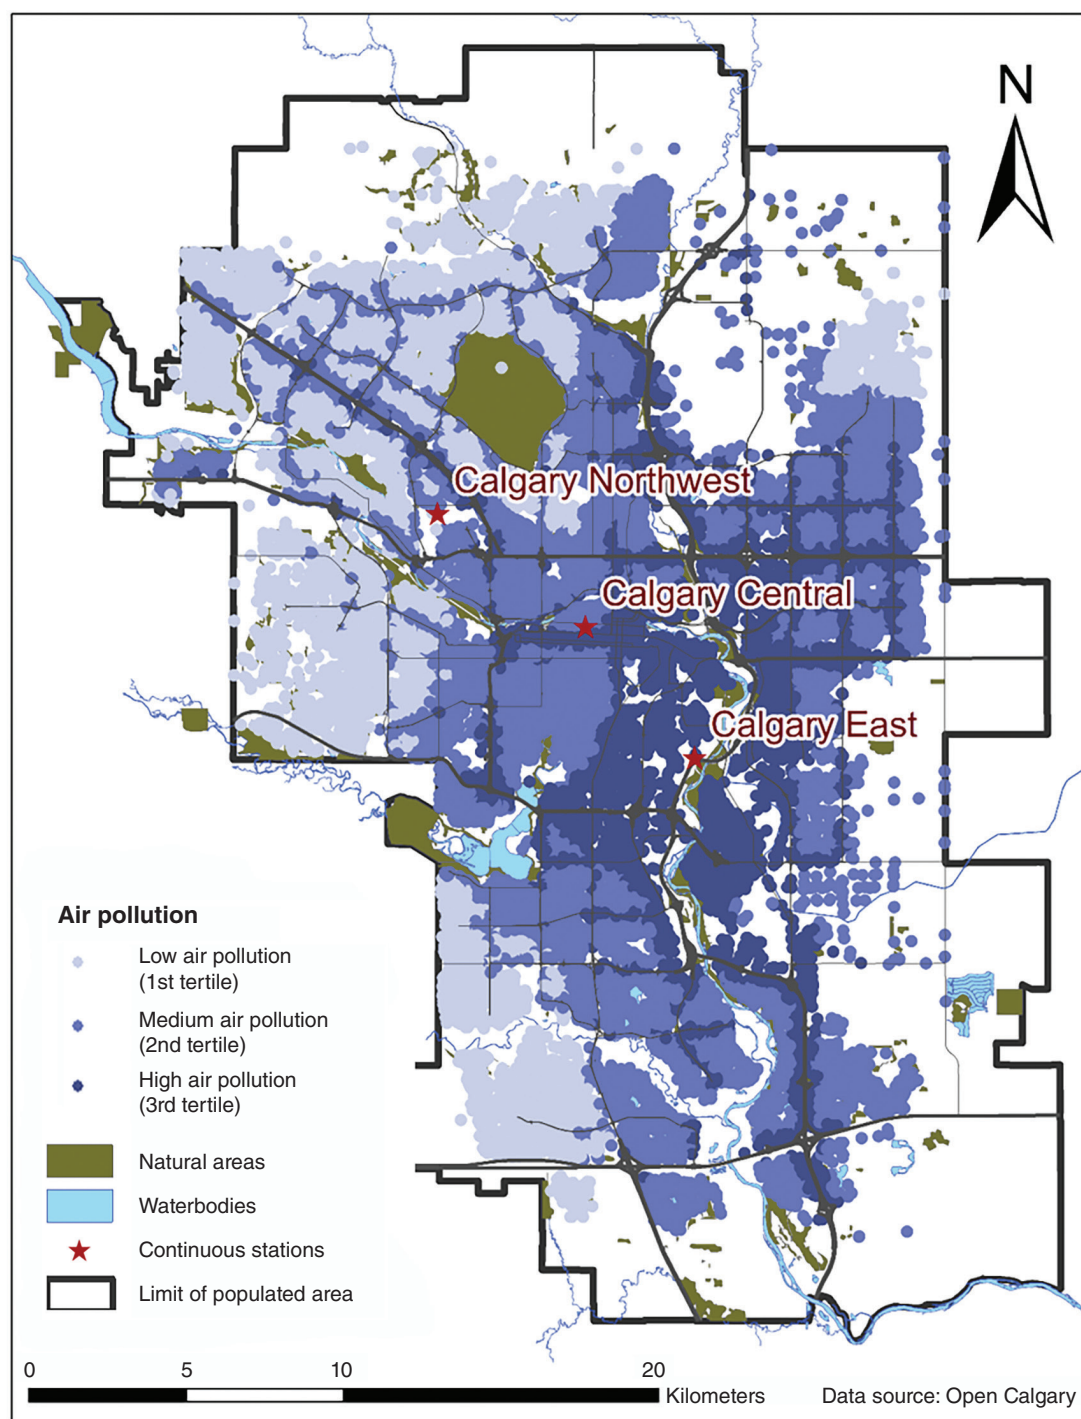 N
Calgary Northwest
Calgary Central
Calgary East
Air pollution
Low air pollution
(1st tertile)
Medium air pollution
(2nd tertile)
High air pollution
(3rd tertile)
Natural areas
Waterbodies
Continuous stations
Limit of populated area
0 5 10 20
Kilometers
Data source: Open Calgary